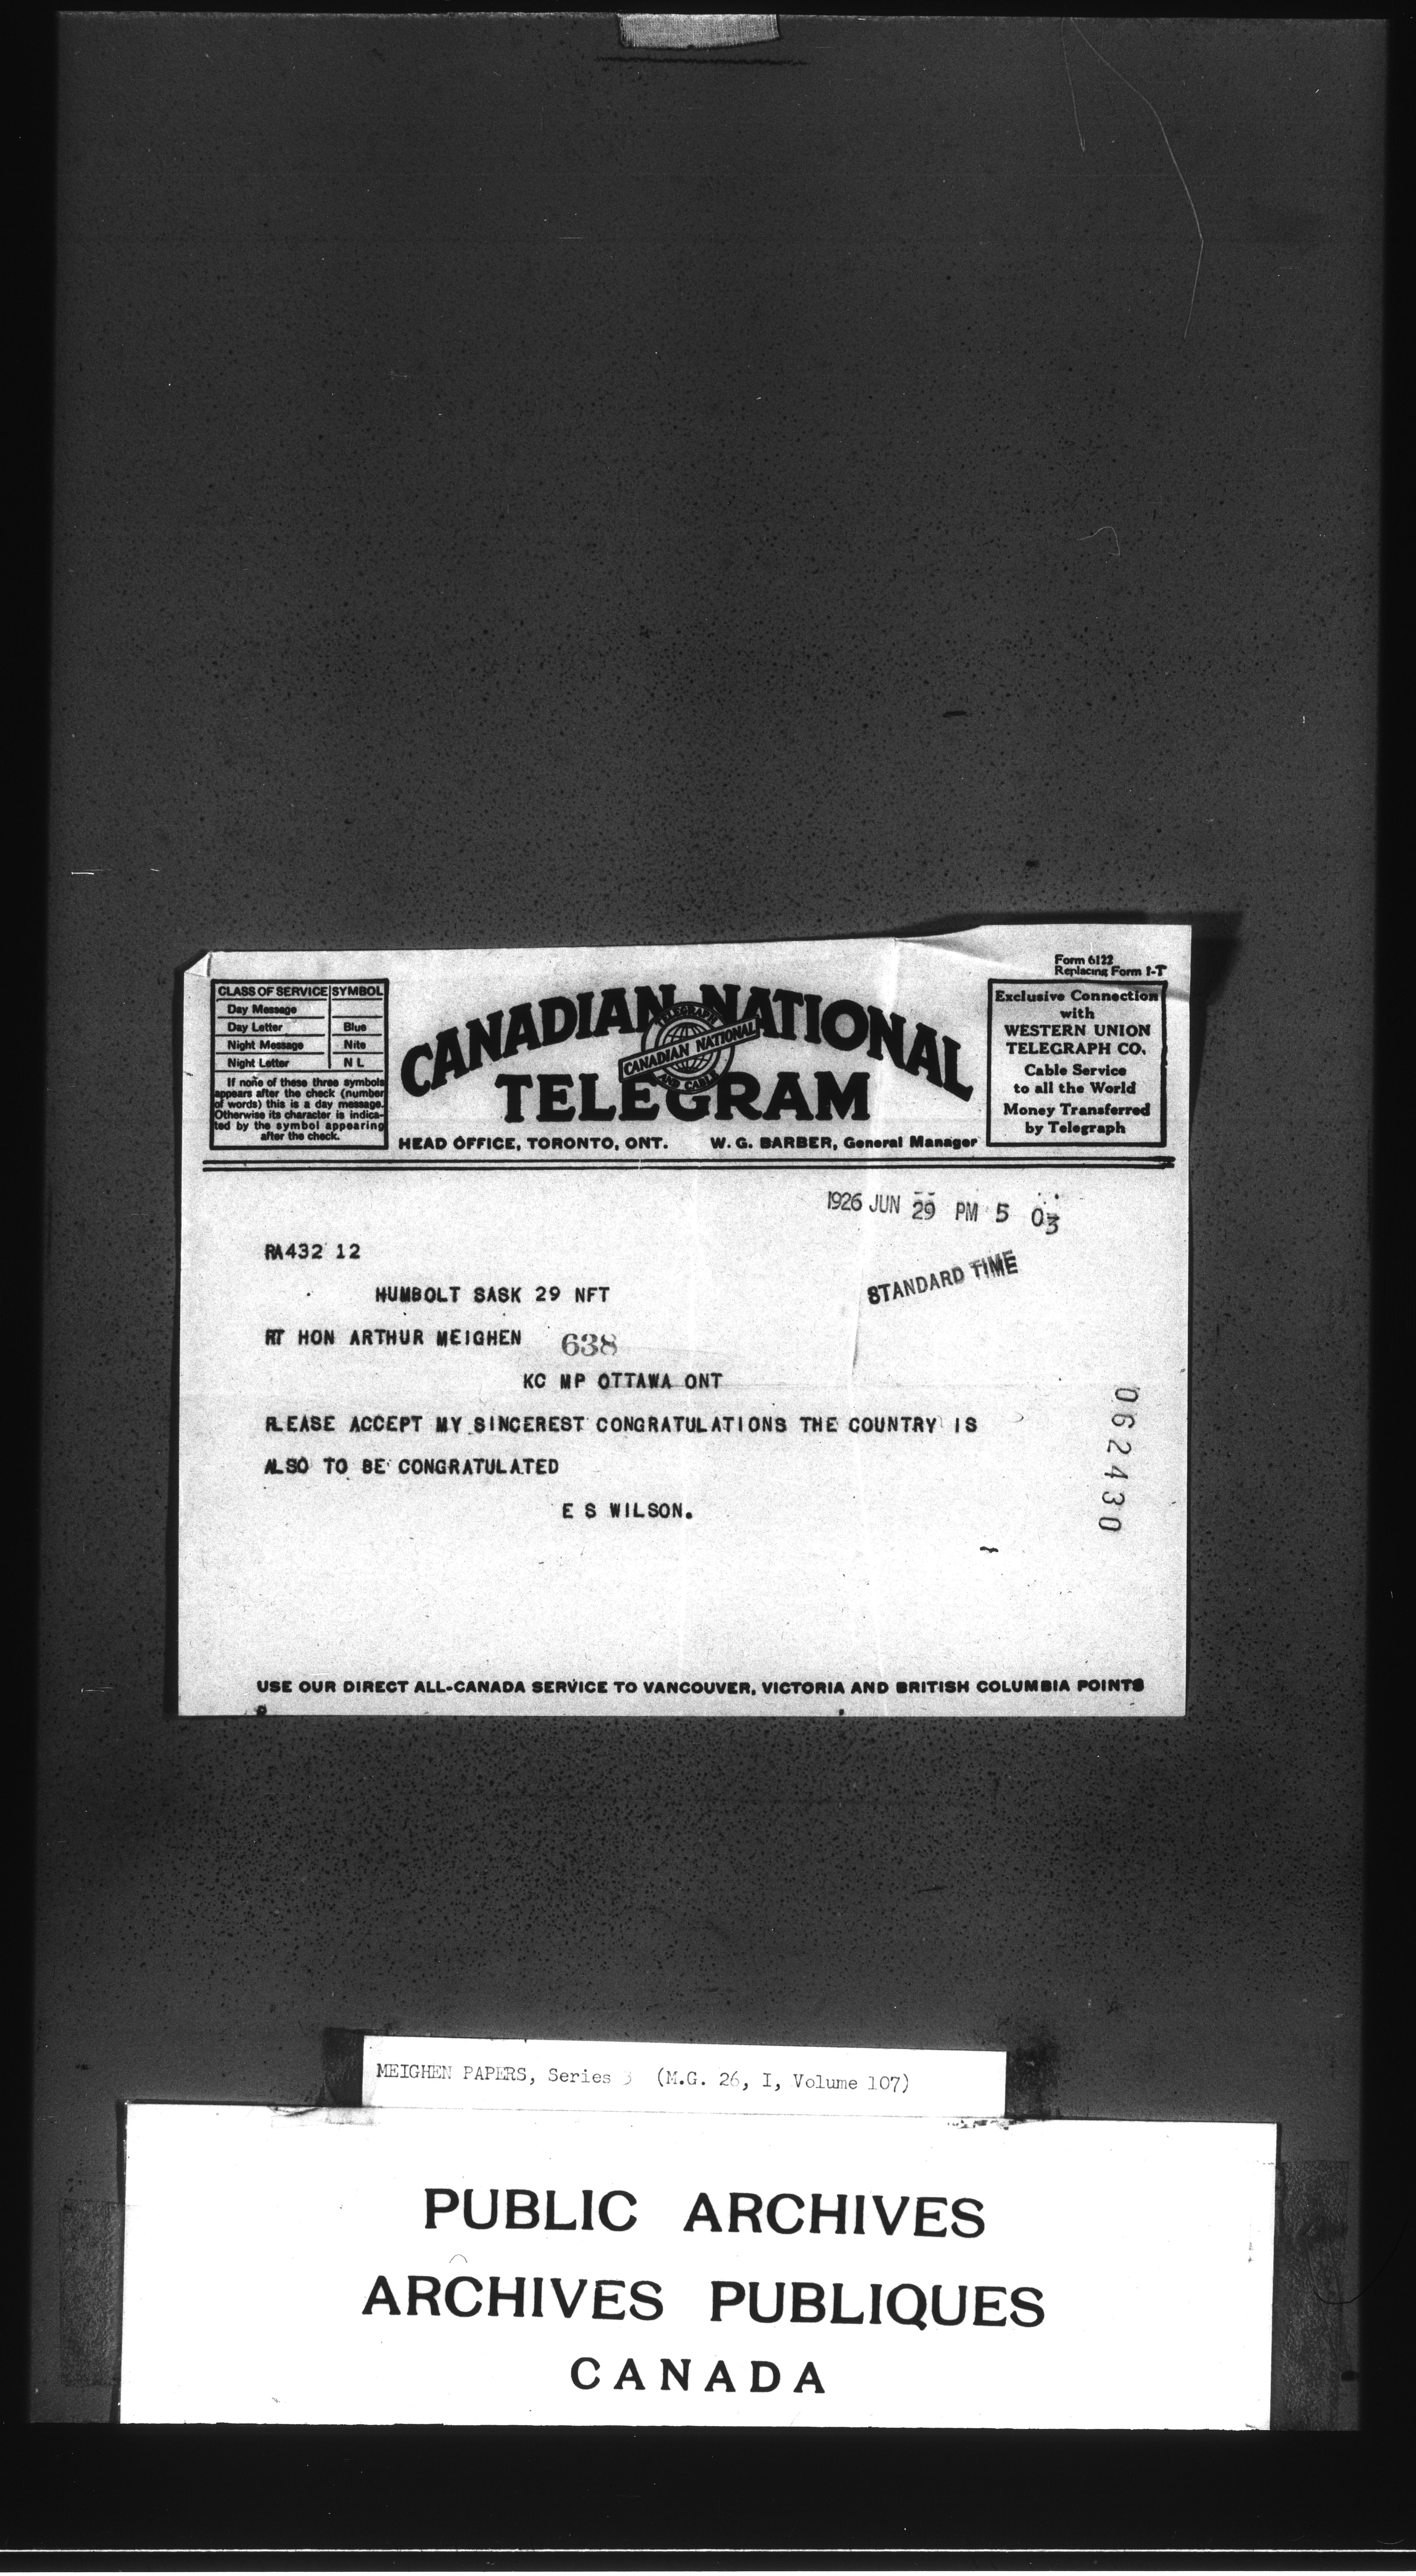 Form 6122
Replacing Form 1-T
CLASS OF SERVICE SYMBOL
Day Message
Day Letter Blue
Night Message Nite
Night Letter N L
If none of these three symbols
appears after the check (number
of words) this is a day message.
Otherwise its character is indica-
ted by the symbol appearing
after the check.
CANADIAN NATIONAL
TELEGRAM
TELEGRAPH
CANADIAN NATIONAL
AND CABLE
HEAD OFFICE, TORONTO, ONT. W. G. BARBER, General Manager
Exclusive Connection
with
WESTERN UNION
TELEGRAPH CO.
Cable Service
to all the World
Money Transferred
by Telegraph
1926 JUN 29 PM 5 03
STANDARD TIME
RA432 12
HUMBOLT SASK 29 NFT
RT HON ARTHUR MEIGHEN 638
KC MP OTTAWA ONT
PLEASE ACCEPT MY SINCEREST CONGRATULATIONS THE COUNTRY IS
ALSO TO BE CONGRATULATED
E S WILSON.
062430
USE OUR DIRECT ALL-CANADA SERVICE TO VANCOUVER, VICTORIA AND BRITISH COLUMBIA POINTS
MEIGHEN PAPERS, Series 3 (M.G. 26, I, Volume 107)
PUBLIC ARCHIVES
ARCHIVES PUBLIQUES
CANADA